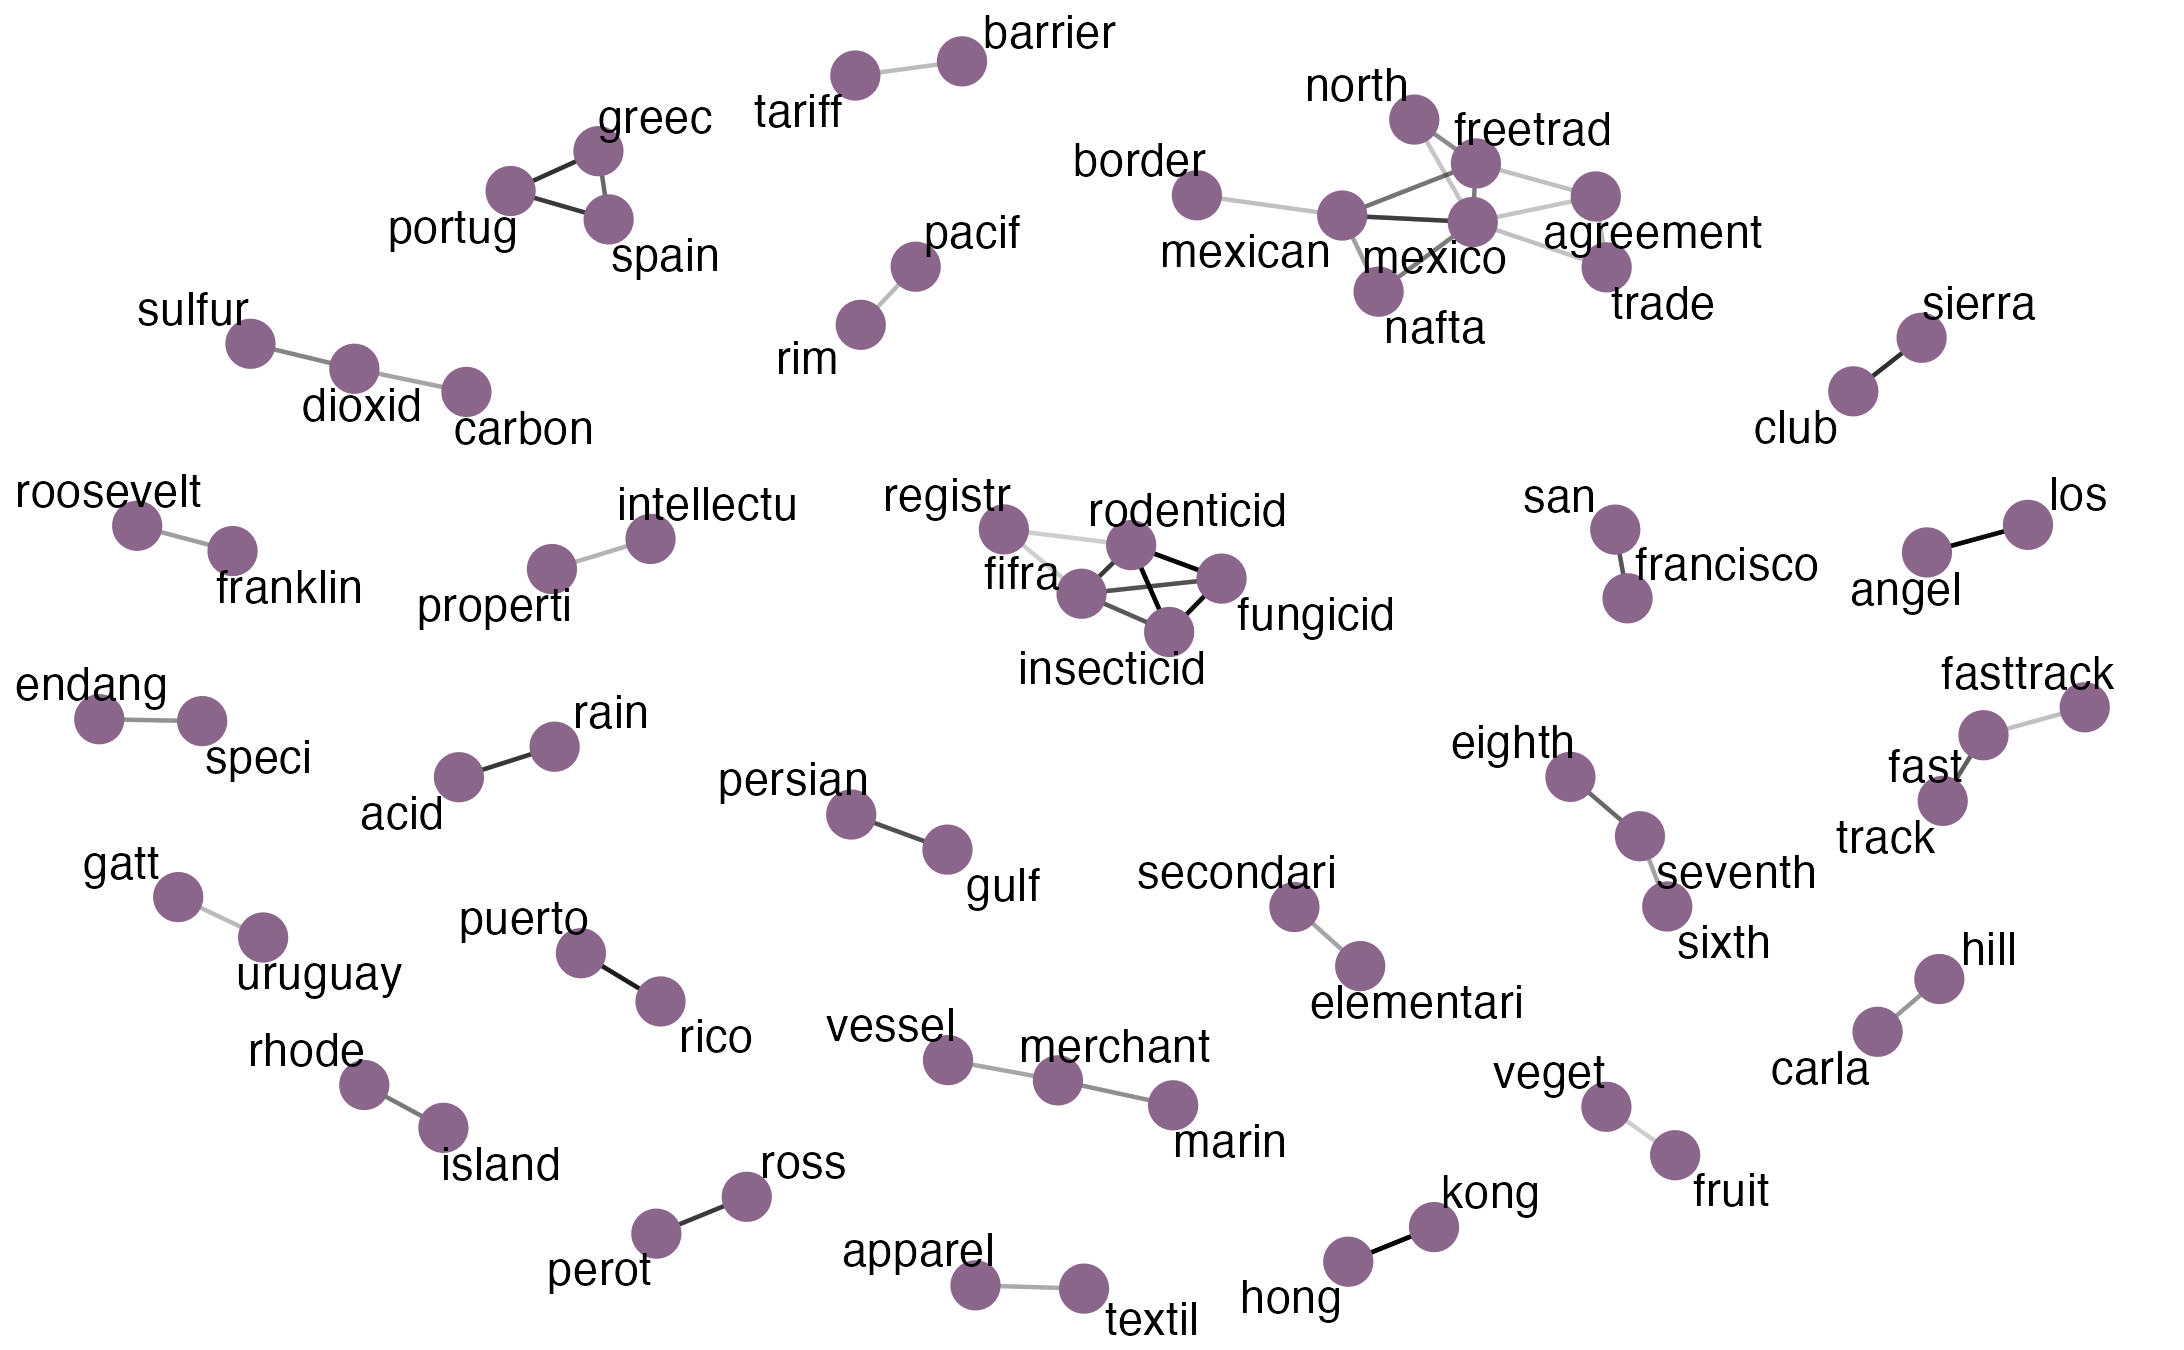 barrier
tariff
north
greec
freetrad
border
portug
pacif
agreement
spain
mexican
mexico
sulfur
trade
sierra
nafta
rim
dioxid
carbon
club
roosevelt
intellectu
registr
rodenticid
san
los
francisco
fifra
franklin
angel
properti
fungicid
insecticid
fasttrack
endang
rain
eighth
speci
persian
fast
acid
track
gatt
secondari
seventh
gulf
puerto
sixth
hill
uruguay
elementari
vessel
rico
rhode
merchant
carla
veget
marin
island
ross
fruit
kong
apparel
perot
hong
textil